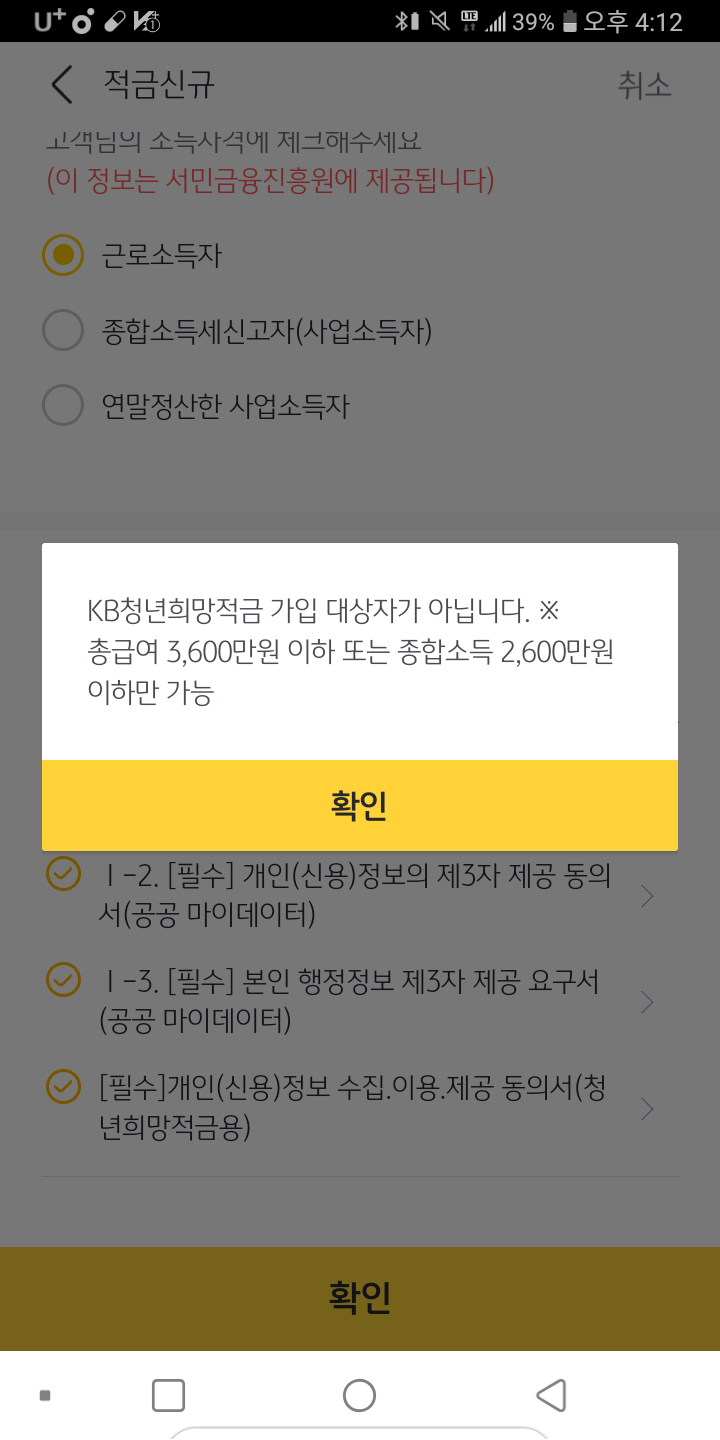 U+
LTE 39% 오후 4:12
적금신규 취소
고객님의 소득자격에 체크해주세요
(이 정보는 서민금융진흥원에 제공됩니다)
근로소득자
종합소득세신고자(사업소득자)
연말정산한 사업소득자
KB청년희망적금 가입 대상자가 아닙니다. ※
총급여 3,600만원 이하 또는 종합소득 2,600만원
이하만 가능
확인
Ⅰ-2. [필수] 개인(신용)정보의 제3자 제공 동의
서(공공 마이데이터)
Ⅰ-3. [필수] 본인 행정정보 제3자 제공 요구서
(공공 마이데이터)
[필수]개인(신용)정보 수집.이용.제공 동의서(청
년희망적금용)
확인